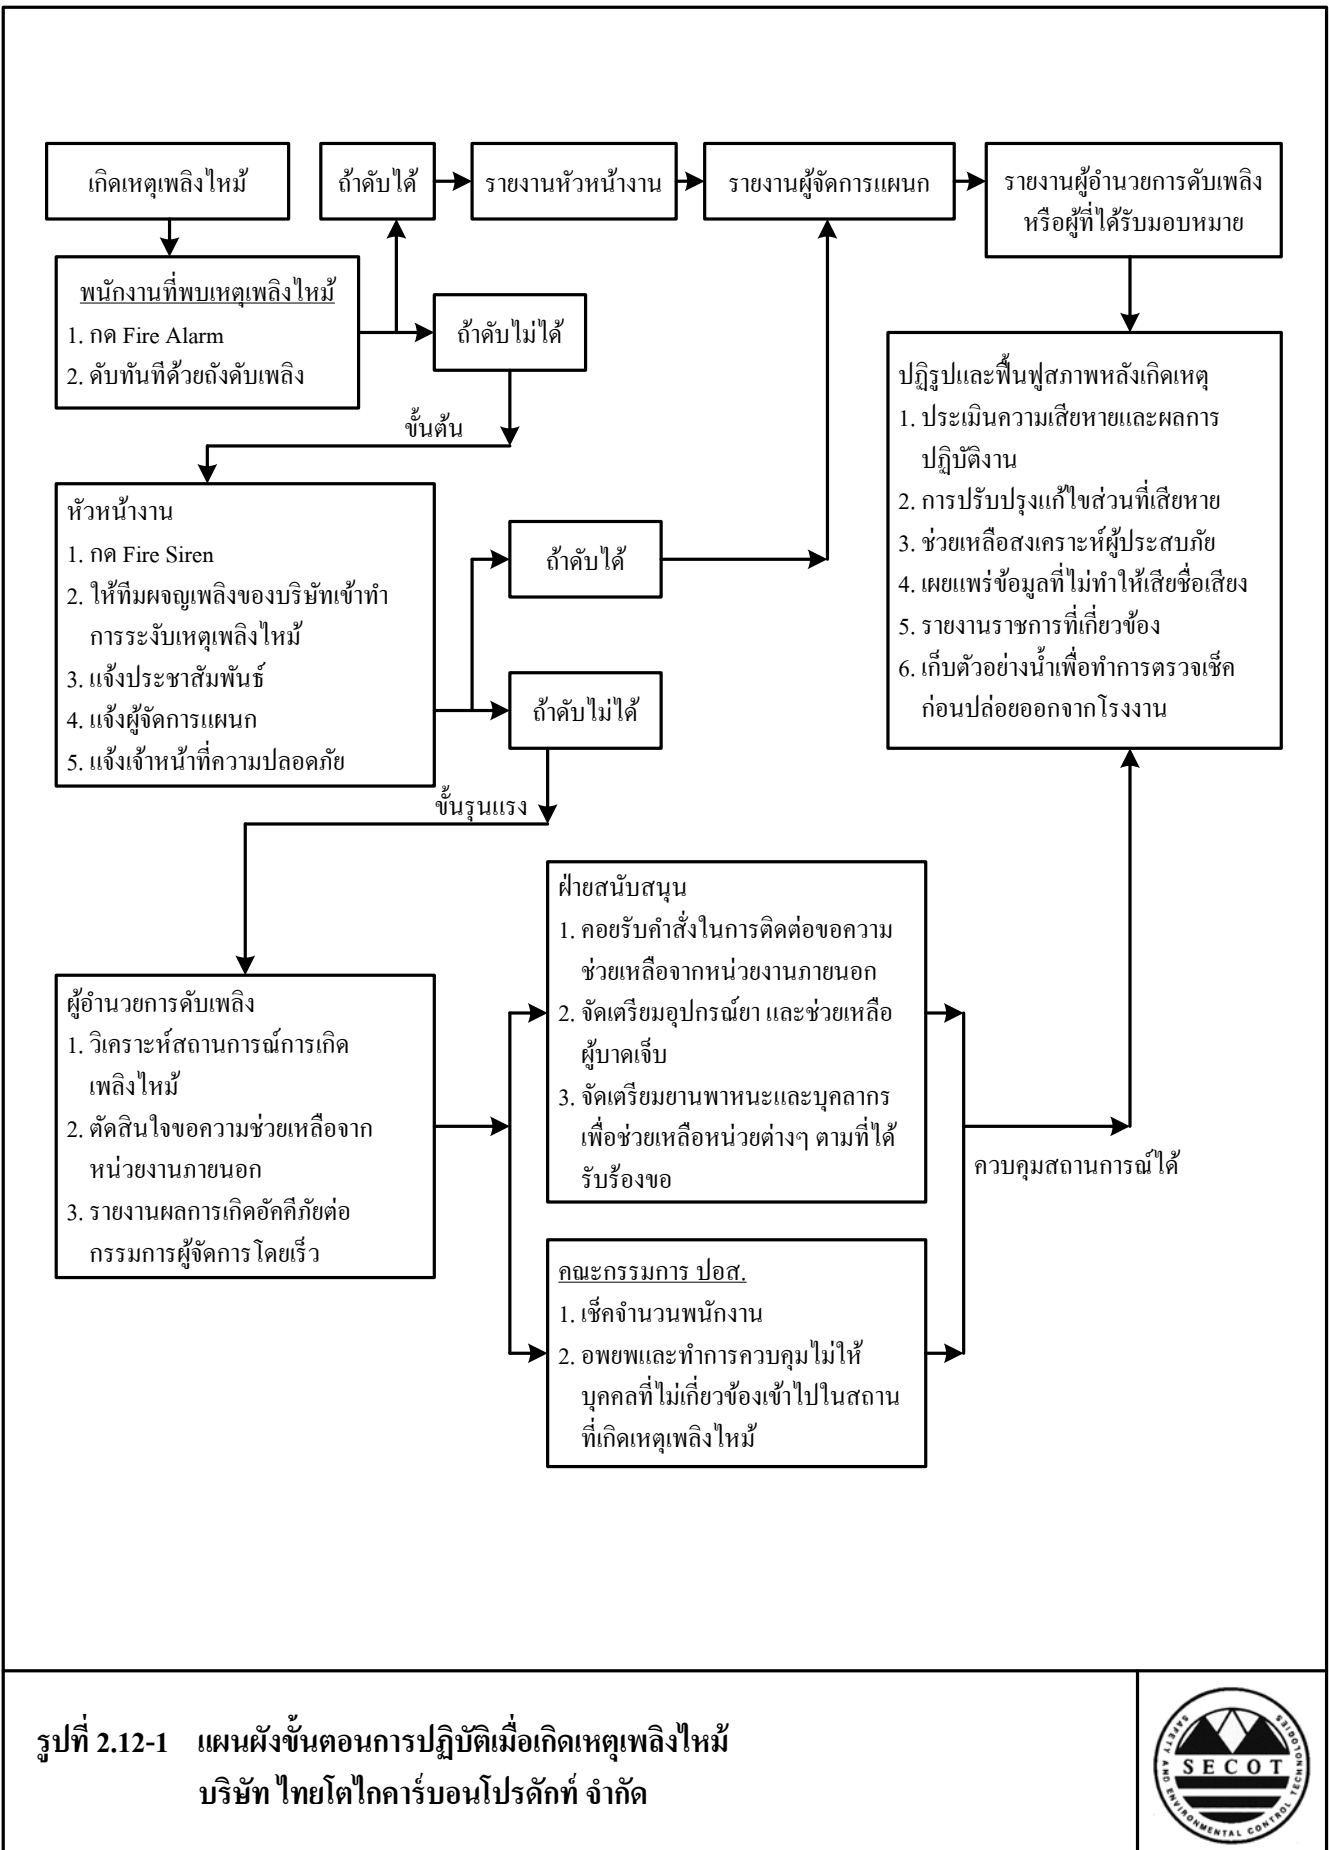 เกิดเหตุเพลิงไหม้
ถ้าดับได้
รายงานหัวหน้างาน
รายงานผู้จัดการแผนก
รายงานผู้อำนวยการดับเพลิง
หรือผู้ที่ได้รับมอบหมาย
พนักงานที่พบเหตุเพลิงไหม้
1. กด Fire Alarm
2. ดับทันทีด้วยถังดับเพลิง
ถ้าดับไม่ได้
ขั้นต้น
หัวหน้างาน
1. กด Fire Siren
2. ให้ทีมผจญเพลิงของบริษัทเข้าทำ
การระงับเหตุเพลิงไหม้
3. แจ้งประชาสัมพันธ์
4. แจ้งผู้จัดการแผนก
5. แจ้งเจ้าหน้าที่ความปลอดภัย
ถ้าดับได้
ถ้าดับไม่ได้
ขั้นรุนแรง
ปฏิรูปและฟื้นฟูสภาพหลังเกิดเหตุ
1. ประเมินความเสียหายและผลการ
ปฏิบัติงาน
2. การปรับปรุงแก้ไขส่วนที่เสียหาย
3. ช่วยเหลือสงเคราะห์ผู้ประสบภัย
4. เผยแพร่ข้อมูลที่ไม่ทำให้เสียชื่อเสียง
5. รายงานราชการที่เกี่ยวข้อง
6. เก็บตัวอย่างน้ำเพื่อทำการตรวจเช็ค
ก่อนปล่อยออกจากโรงงาน
ผู้อำนวยการดับเพลิง
1. วิเคราะห์สถานการณ์การเกิด
เพลิงไหม้
2. ตัดสินใจขอความช่วยเหลือจาก
หน่วยงานภายนอก
3. รายงานผลการเกิดอัคคีภัยต่อ
กรรมการผู้จัดการโดยเร็ว
ฝ่ายสนับสนุน
1. คอยรับคำสั่งในการติดต่อขอความ
ช่วยเหลือจากหน่วยงานภายนอก
2. จัดเตรียมอุปกรณ์ยา และช่วยเหลือ
ผู้บาดเจ็บ
3. จัดเตรียมยานพาหนะและบุคลากร
เพื่อช่วยเหลือหน่วยต่างๆ ตามที่ได้
รับร้องขอ
คณะกรรมการ ปอส.
1. เช็คจำนวนพนักงาน
2. อพยพและทำการควบคุมไม่ให้
บุคคลที่ไม่เกี่ยวข้องเข้าไปในสถาน
ที่เกิดเหตุเพลิงไหม้
ควบคุมสถานการณ์ได้
รูปที่ 2.12-1 แผนผังขั้นตอนการปฏิบัติเมื่อเกิดเหตุเพลิงไหม้
บริษัท ไทยโตไกคาร์บอนโปรดักท์ จำกัด
SECOT
SAFETY AND ENVIRONMENTAL CONTROL TECHNOLOGIES